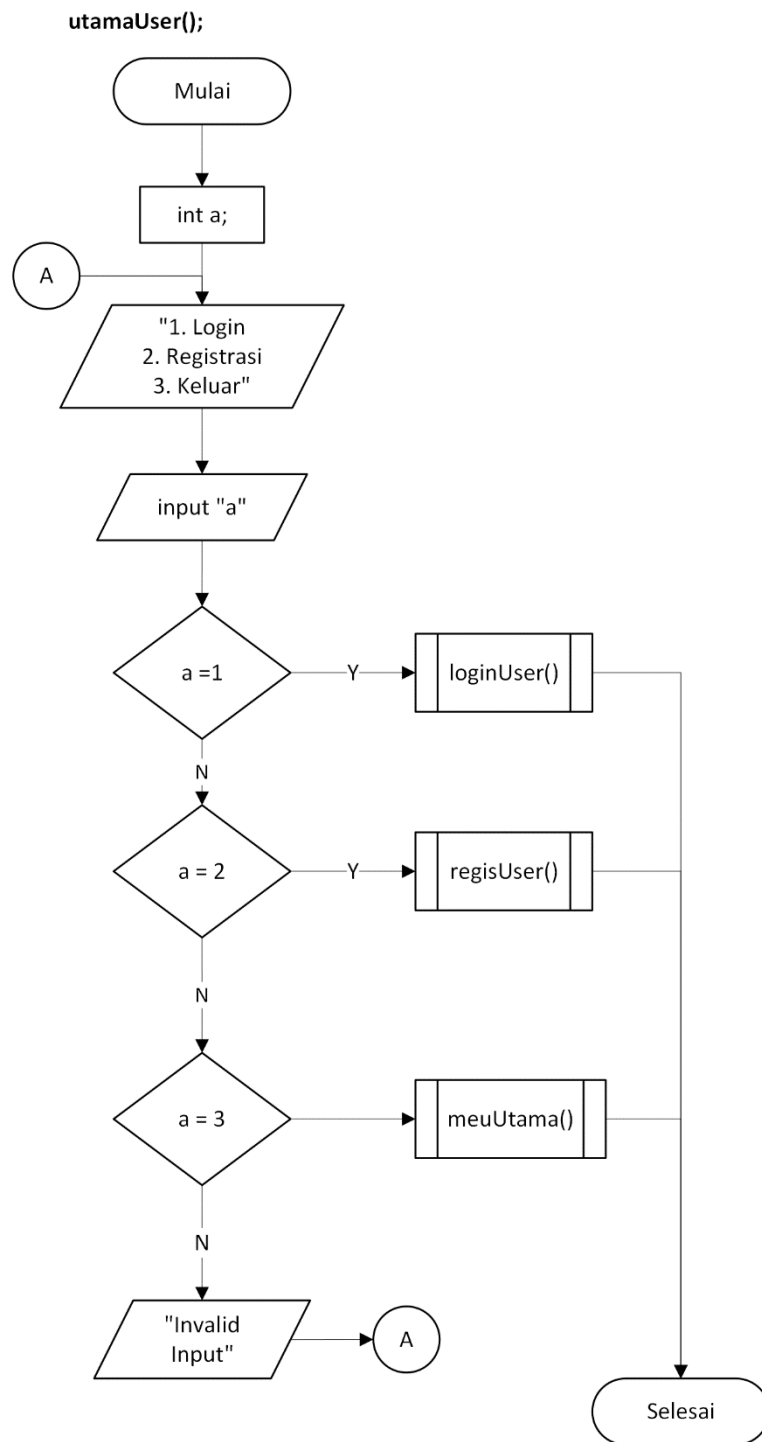 utamaUser();
Mulai
int a;
A
"1. Login
2. Registrasi
3. Keluar"
input "a"
a =1
Y
loginUser()
N
a = 2
Y
regisUser()
N
a = 3
meuUtama()
N
"Invalid
Input"
A
Selesai